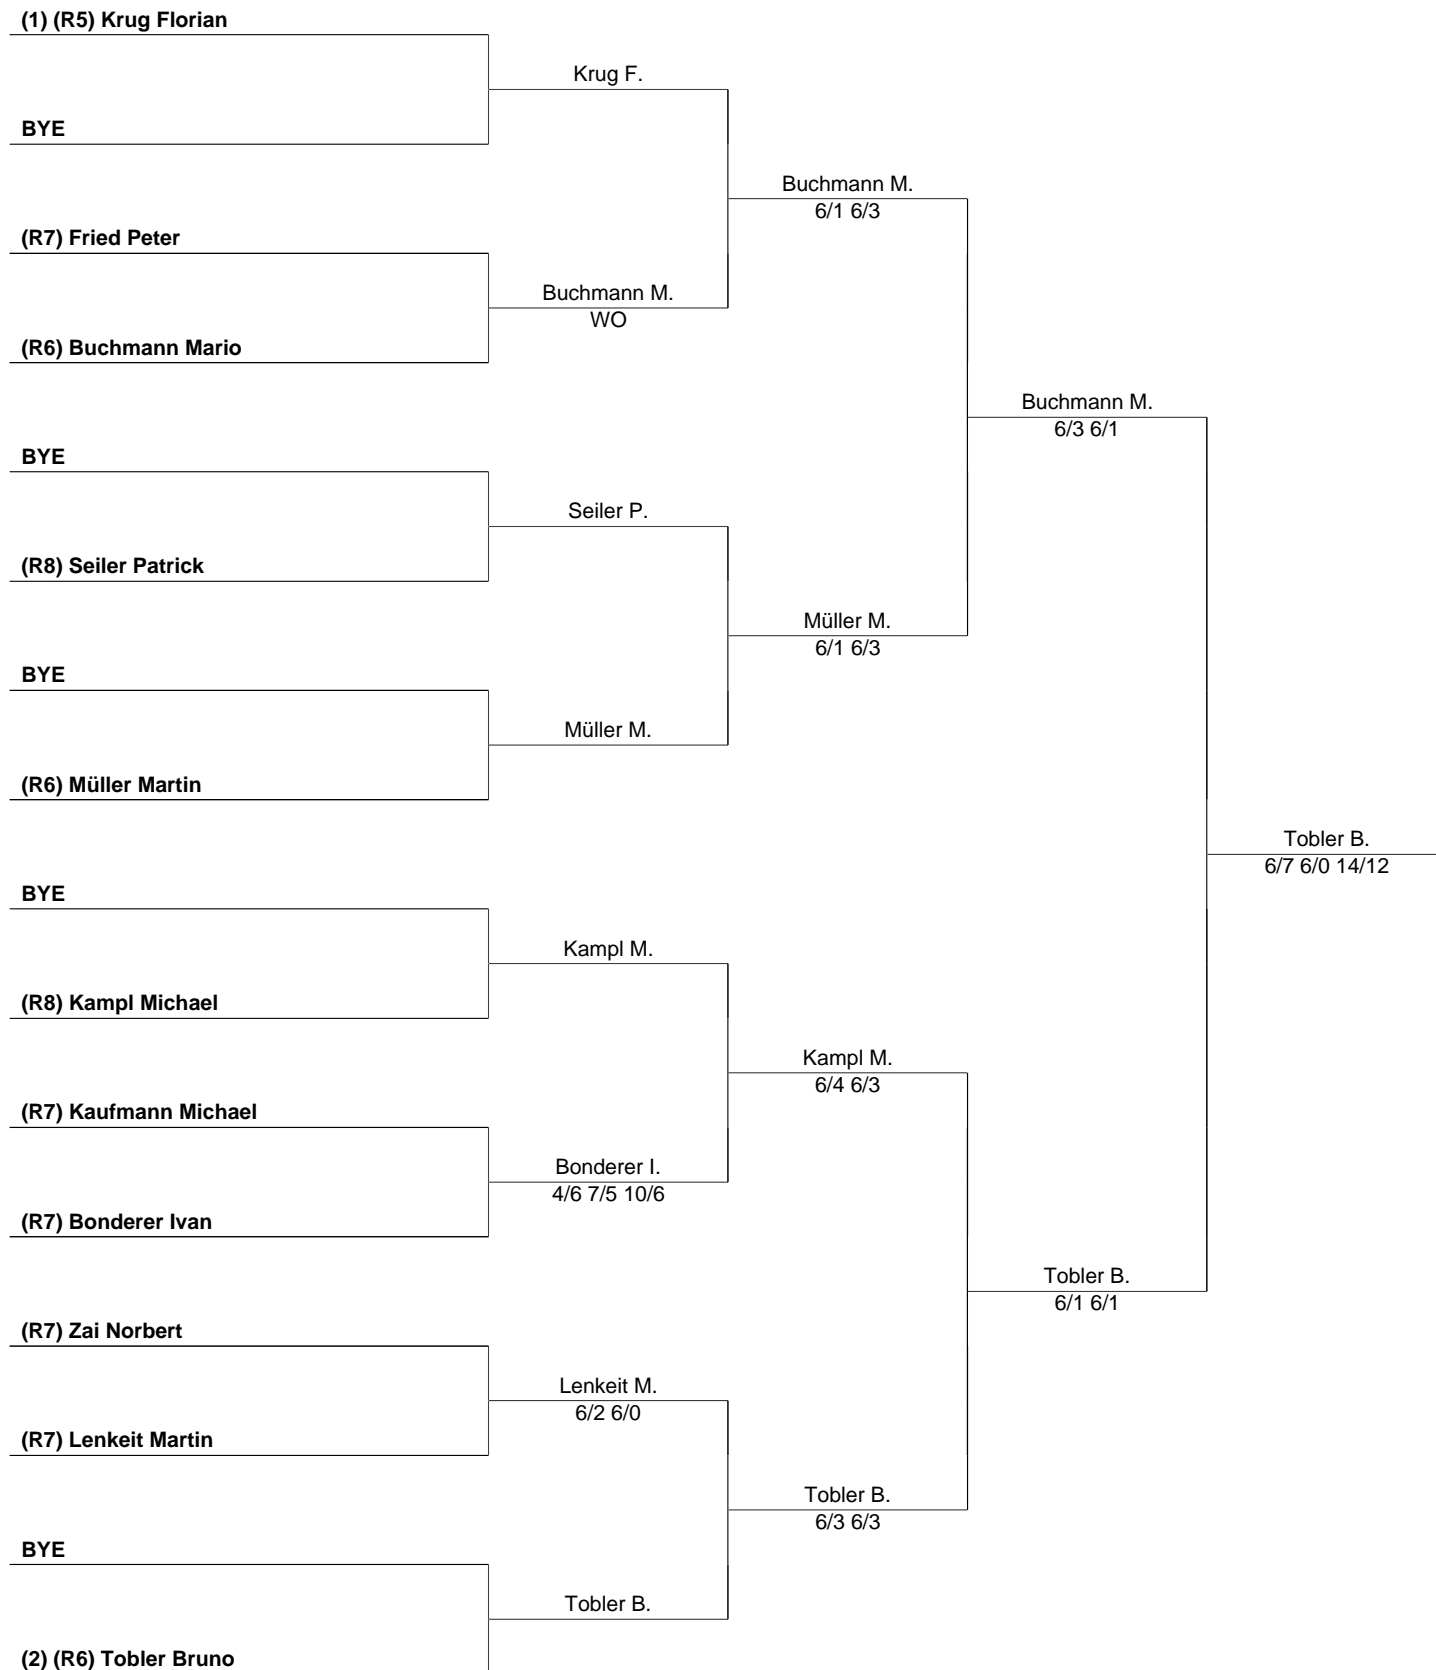 (1) (R5) Krug Florian
Krug F.
BYE
Buchmann M.
6/1 6/3
(R7) Fried Peter
Buchmann M.
WO
(R6) Buchmann Mario
Buchmann M.
6/3 6/1
BYE
Seiler P.
(R8) Seiler Patrick
Müller M.
6/1 6/3
BYE
Müller M.
(R6) Müller Martin
Tobler B.
6/7 6/0 14/12
BYE
Kampl M.
(R8) Kampl Michael
Kampl M.
6/4 6/3
(R7) Kaufmann Michael
Bonderer I.
4/6 7/5 10/6
(R7) Bonderer Ivan
Tobler B.
6/1 6/1
(R7) Zai Norbert
Lenkeit M.
6/2 6/0
(R7) Lenkeit Martin
Tobler B.
6/3 6/3
BYE
Tobler B.
(2) (R6) Tobler Bruno